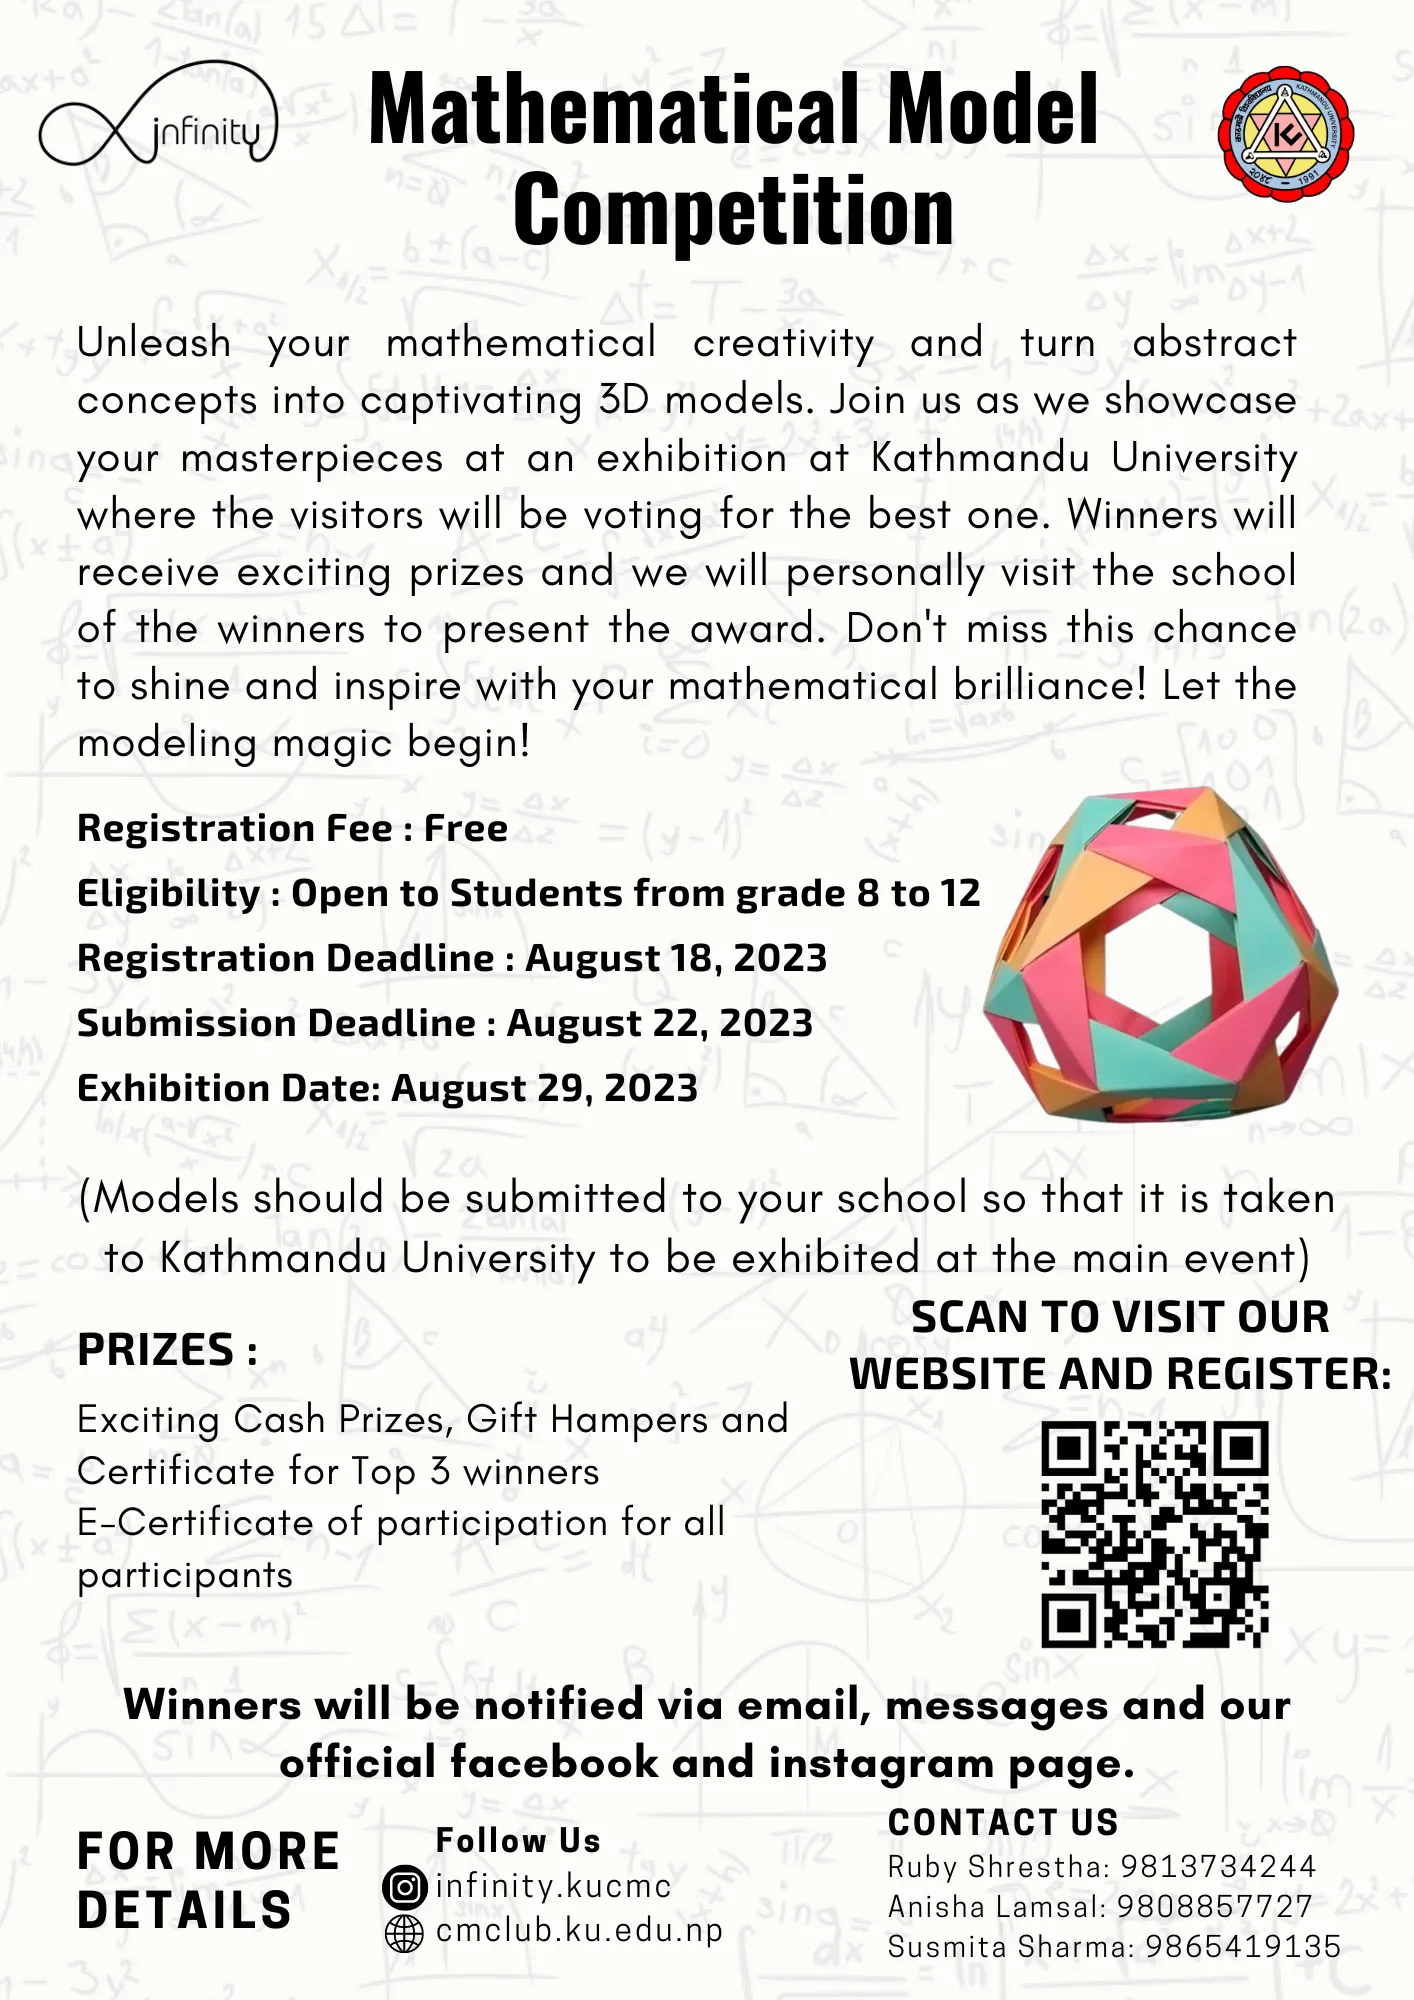 infinity
Mathematical Model
Competition
काठमाडौं विश्वविद्यालय
KATHMANDU UNIVERSITY
KU
२०४८ - 1991
Unleash your mathematical creativity and turn abstract
concepts into captivating 3D models. Join us as we showcase
your masterpieces at an exhibition at Kathmandu University
where the visitors will be voting for the best one. Winners will
receive exciting prizes and we will personally visit the school
of the winners to present the award. Don't miss this chance
to shine and inspire with your mathematical brilliance! Let the
modeling magic begin!
Registration Fee : Free
Eligibility : Open to Students from grade 8 to 12
Registration Deadline : August 18, 2023
Submission Deadline : August 22, 2023
Exhibition Date: August 29, 2023
(Models should be submitted to your school so that it is taken
to Kathmandu University to be exhibited at the main event)
PRIZES :
Exciting Cash Prizes, Gift Hampers and
Certificate for Top 3 winners
E-Certificate of participation for all
participants
SCAN TO VISIT OUR
WEBSITE AND REGISTER:
Winners will be notified via email, messages and our
official facebook and instagram page.
FOR MORE
DETAILS
Follow Us
infinity.kucmc
cmclub.ku.edu.np
CONTACT US
Ruby Shrestha: 9813734244
Anisha Lamsal: 9808857727
Susmita Sharma: 9865419135